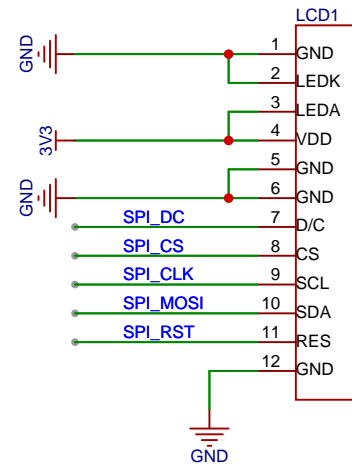 LCD1
GND 1 GND
2 LEDK
3 LEDA
3V3 4 VDD
5 GND
GND 6 GND
SPI_DC 7 D/C
SPI_CS 8 CS
SPI_CLK 9 SCL
SPI_MOSI 10 SDA
SPI_RST 11 RES
12 GND
GND